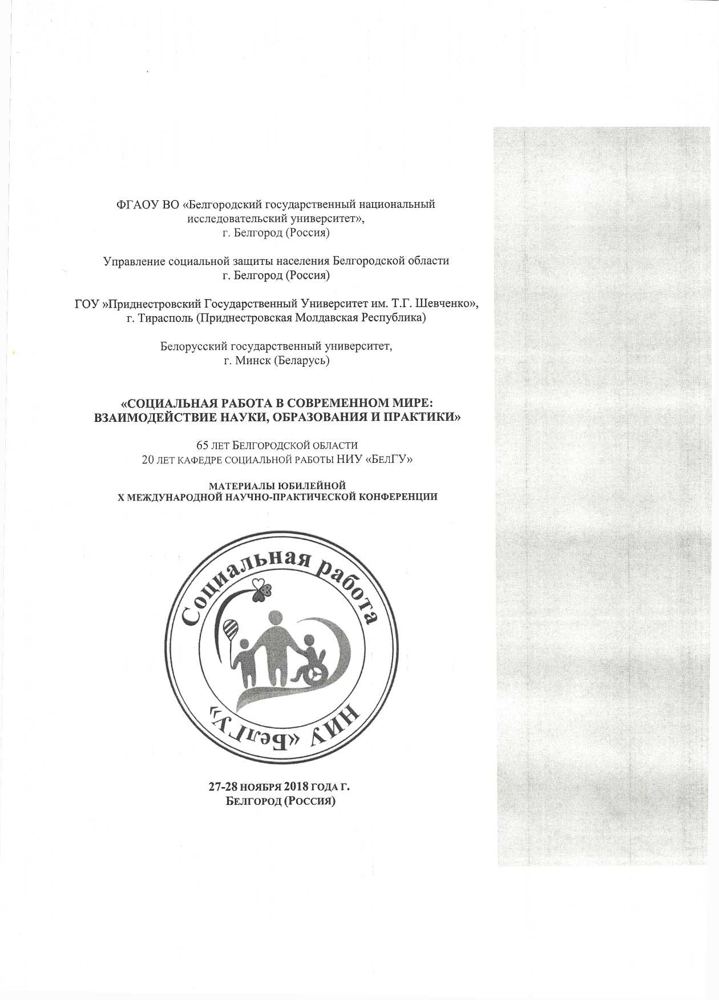 ФГАОУ ВО «Белгородский государственный национальный
исследовательский университет»,
г. Белгород (Россия)
Управление социальной защиты населения Белгородской области
г. Белгород (Россия)
ГОУ »Приднестровский Государственный Университет им. Т.Г. Шевченко»,
г. Тирасполь (Приднестровская Молдавская Республика)
Белорусский государственный университет,
г. Минск (Беларусь)
«СОЦИАЛЬНАЯ РАБОТА В СОВРЕМЕННОМ МИРЕ:
ВЗАИМОДЕЙСТВИЕ НАУКИ, ОБРАЗОВАНИЯ И ПРАКТИКИ»
65 ЛЕТ БЕЛГОРОДСКОЙ ОБЛАСТИ
20 ЛЕТ КАФЕДРЕ СОЦИАЛЬНОЙ РАБОТЫ НИУ «БЕЛГУ»
МАТЕРИАЛЫ ЮБИЛЕЙНОЙ
X МЕЖДУНАРОДНОЙ НАУЧНО-ПРАКТИЧЕСКОЙ КОНФЕРЕНЦИИ
Социальная работа
НИУ «БелГУ»
27-28 НОЯБРЯ 2018 ГОДА Г.
БЕЛГОРОД (РОССИЯ)